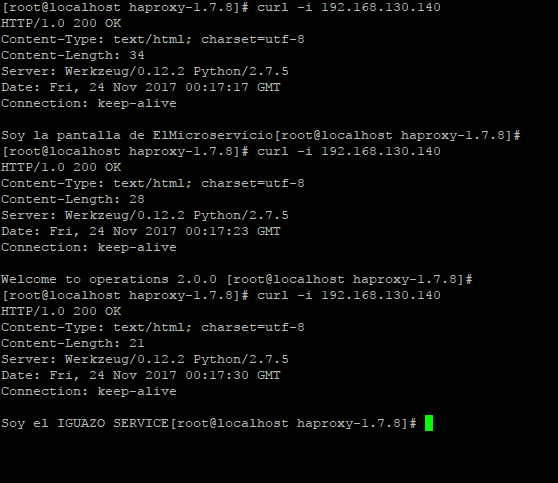 [root@localhost haproxy-1.7.8]# curl -i 192.168.130.140
HTTP/1.0 200 OK
Content-Type: text/html; charset=utf-8
Content-Length: 34
Server: Werkzeug/0.12.2 Python/2.7.5
Date: Fri, 24 Nov 2017 00:17:17 GMT
Connection: keep-alive
Soy la pantalla de ElMicroservicio[root@localhost haproxy-1.7.8]#
[root@localhost haproxy-1.7.8]# curl -i 192.168.130.140
HTTP/1.0 200 OK
Content-Type: text/html; charset=utf-8
Content-Length: 28
Server: Werkzeug/0.12.2 Python/2.7.5
Date: Fri, 24 Nov 2017 00:17:23 GMT
Connection: keep-alive
Welcome to operations 2.0.0 [root@localhost haproxy-1.7.8]#
[root@localhost haproxy-1.7.8]# curl -i 192.168.130.140
HTTP/1.0 200 OK
Content-Type: text/html; charset=utf-8
Content-Length: 21
Server: Werkzeug/0.12.2 Python/2.7.5
Date: Fri, 24 Nov 2017 00:17:30 GMT
Connection: keep-alive
Soy el IGUAZO SERVICE[root@localhost haproxy-1.7.8]#